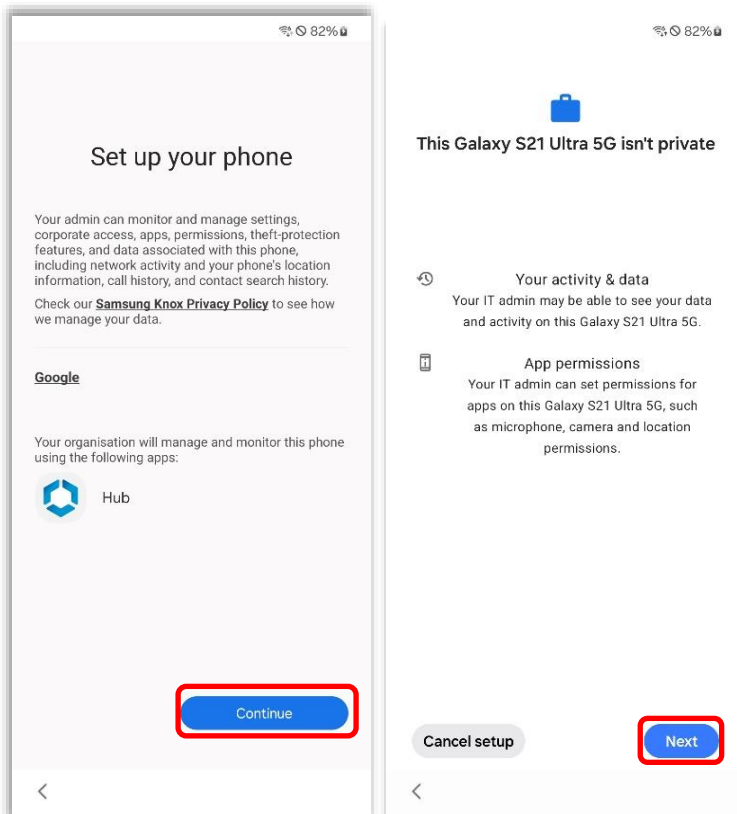 82%
Set up your phone
Your admin can monitor and manage settings,
corporate access, apps, permissions, theft-protection
features, and data associated with this phone,
including network activity and your phone's location
information, call history, and contact search history.
Check our Samsung Knox Privacy Policy to see how
we manage your data.
Google
Your organisation will manage and monitor this phone
using the following apps:
Hub
Continue
82%
This Galaxy S21 Ultra 5G isn't private
Your activity & data
Your IT admin may be able to see your data
and activity on this Galaxy S21 Ultra 5G.
App permissions
Your IT admin can set permissions for
apps on this Galaxy S21 Ultra 5G, such
as microphone, camera and location
permissions.
Cancel setup
Next